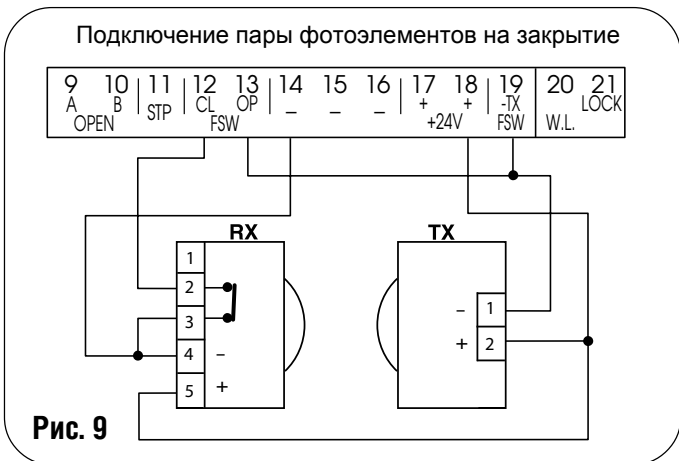 Подключение пары фотоэлементов на закрытие
9 10 11 12 13 14 15 16 17 18 19 20 21
A B STP CL OP – – – + + -TX LOCK
OPEN FSW +24V FSW W.L.
RX TX
1
2
3
4 –
5 +
– 1
+ 2
Рис. 9